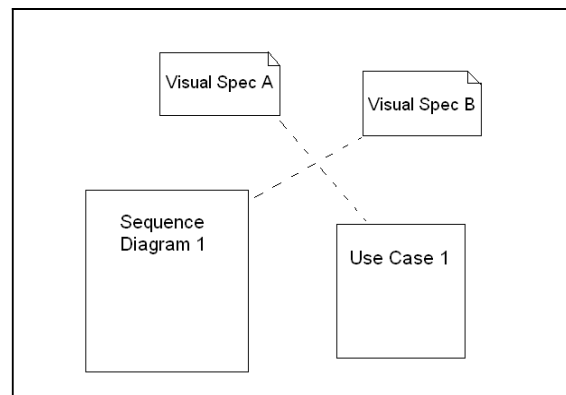 Visual Spec A
Visual Spec B
Sequence
Diagram 1
Use Case 1